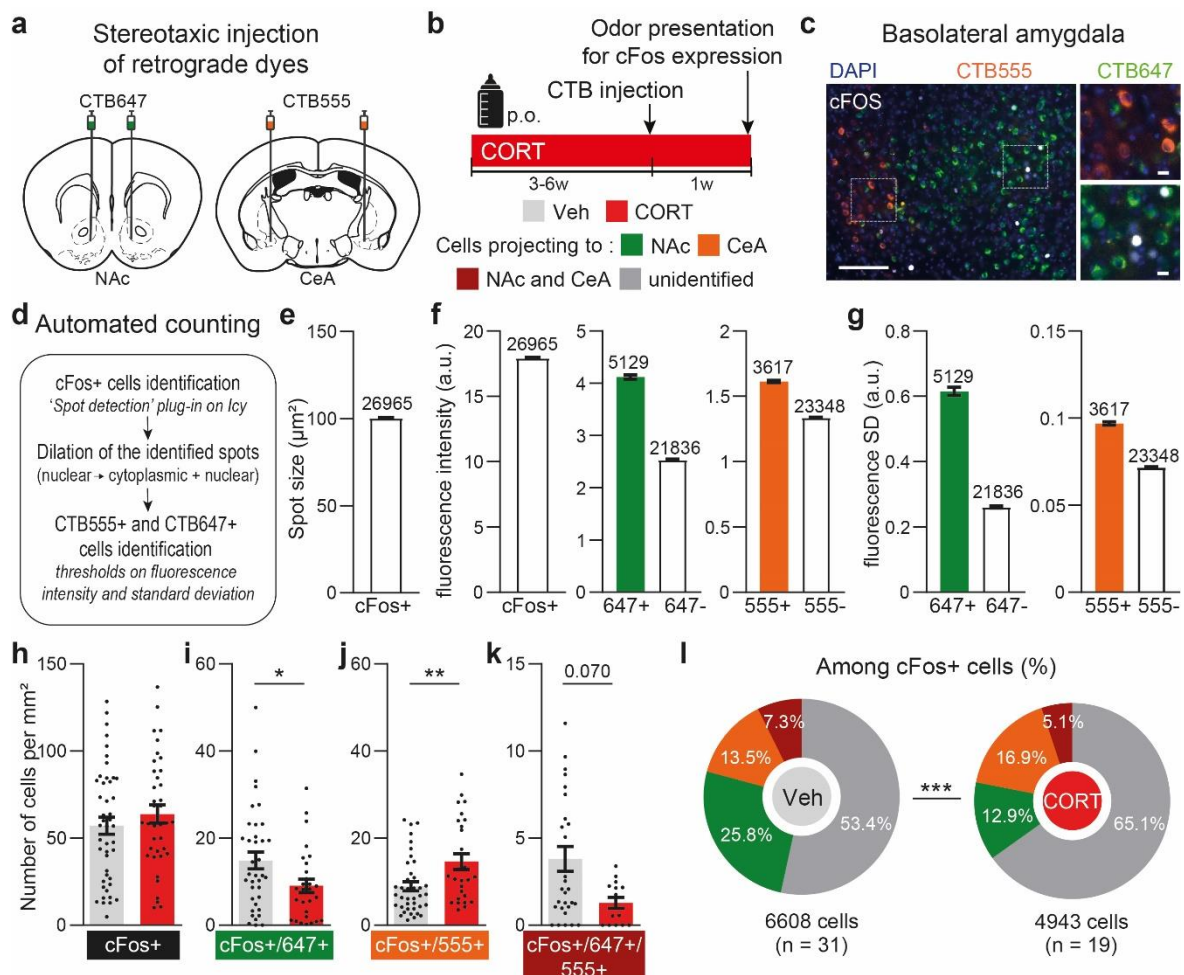 a
Stereotaxic injection
of retrograde dyes
CTB647
CTB555
NAc
CeA
b
Odor presentation
for cFos expression
CTB injection
p.o.
CORT
3-6w
1w
Veh CORT
Cells projecting to : NAc CeA
NAc and CeA unidentified
c
Basolateral amygdala
DAPI CTB555 CTB647
cFOS
d
Automated counting
cFos+ cells identification
'Spot detection' plug-in on Icy
Dilation of the identified spots
(nuclear → cytoplasmic + nuclear)
CTB555+ and CTB647+
cells identification
thresholds on fluorescence
intensity and standard deviation
e
Spot size (µm²)
150
100
50
0
26965
cFos+
f
fluorescence intensity (a.u.)
20
15
10
5
0
26965
cFos+
5
4
3
2
1
0
5129
21836
647+ 647-
2
1.5
1
0.5
0
3617
23348
555+ 555-
g
fluorescence SD (a.u.)
0.8
0.6
0.4
0.2
0
5129
21836
647+ 647-
0.15
0.1
0.05
0
3617
23348
555+ 555-
h
Number of cells per mm²
150
100
50
0
cFos+
i
60
40
20
0
*
cFos+/647+
j
60
40
20
0
**
cFos+/555+
k
15
10
5
0
0.070
cFos+/647+/
555+
l
Among cFos+ cells (%)
7.3%
13.5%
25.8%
53.4%
Veh
6608 cells
(n = 31)
***
5.1%
16.9%
12.9%
65.1%
CORT
4943 cells
(n = 19)